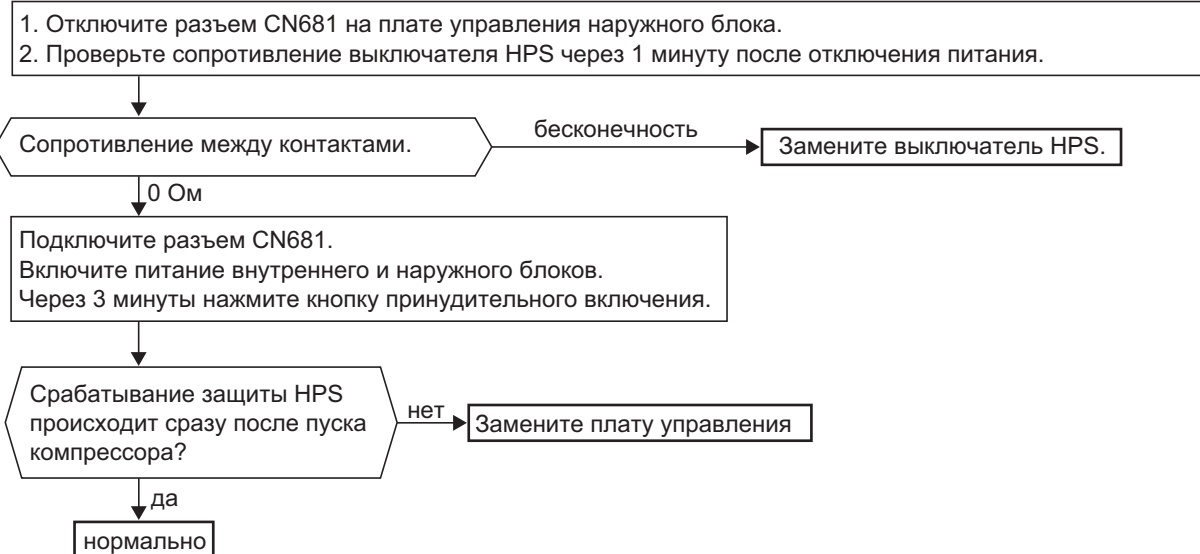 1. Отключите разъем CN681 на плате управления наружного блока.
2. Проверьте сопротивление выключателя HPS через 1 минуту после отключения питания.
Сопротивление между контактами.
бесконечность
Замените выключатель HPS.
0 Ом
Подключите разъем CN681.
Включите питание внутреннего и наружного блоков.
Через 3 минуты нажмите кнопку принудительного включения.
Срабатывание защиты HPS
происходит сразу после пуска
компрессора?
нет
Замените плату управления
да
нормально